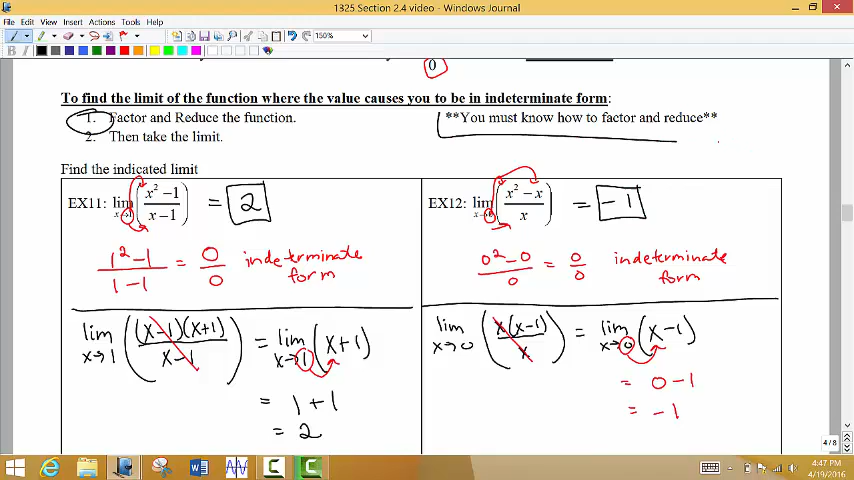 1325 Section 2.4 video - Windows Journal
File Edit View Insert Actions Tools Help
150%
B I
0
To find the limit of the function where the value causes you to be in indeterminate form:
1. Factor and Reduce the function. **You must know how to factor and reduce**
2. Then take the limit.
Find the indicated limit
EX11: lim x→1 (x² − 1 / x − 1) = 2
1² − 1 / 1 − 1 = 0/0 indeterminate form
lim x→1 ((x−1)(x+1) / x−1) = lim x→1 (x+1)
= 1 + 1
= 2
EX12: lim (x² − x / x) = −1
0² − 0 / 0 = 0/0 indeterminate form
lim x→0 (x(x−1) / x) = lim x→0 (x−1)
= 0 − 1
= −1
4/8
4:47 PM
4/19/2016